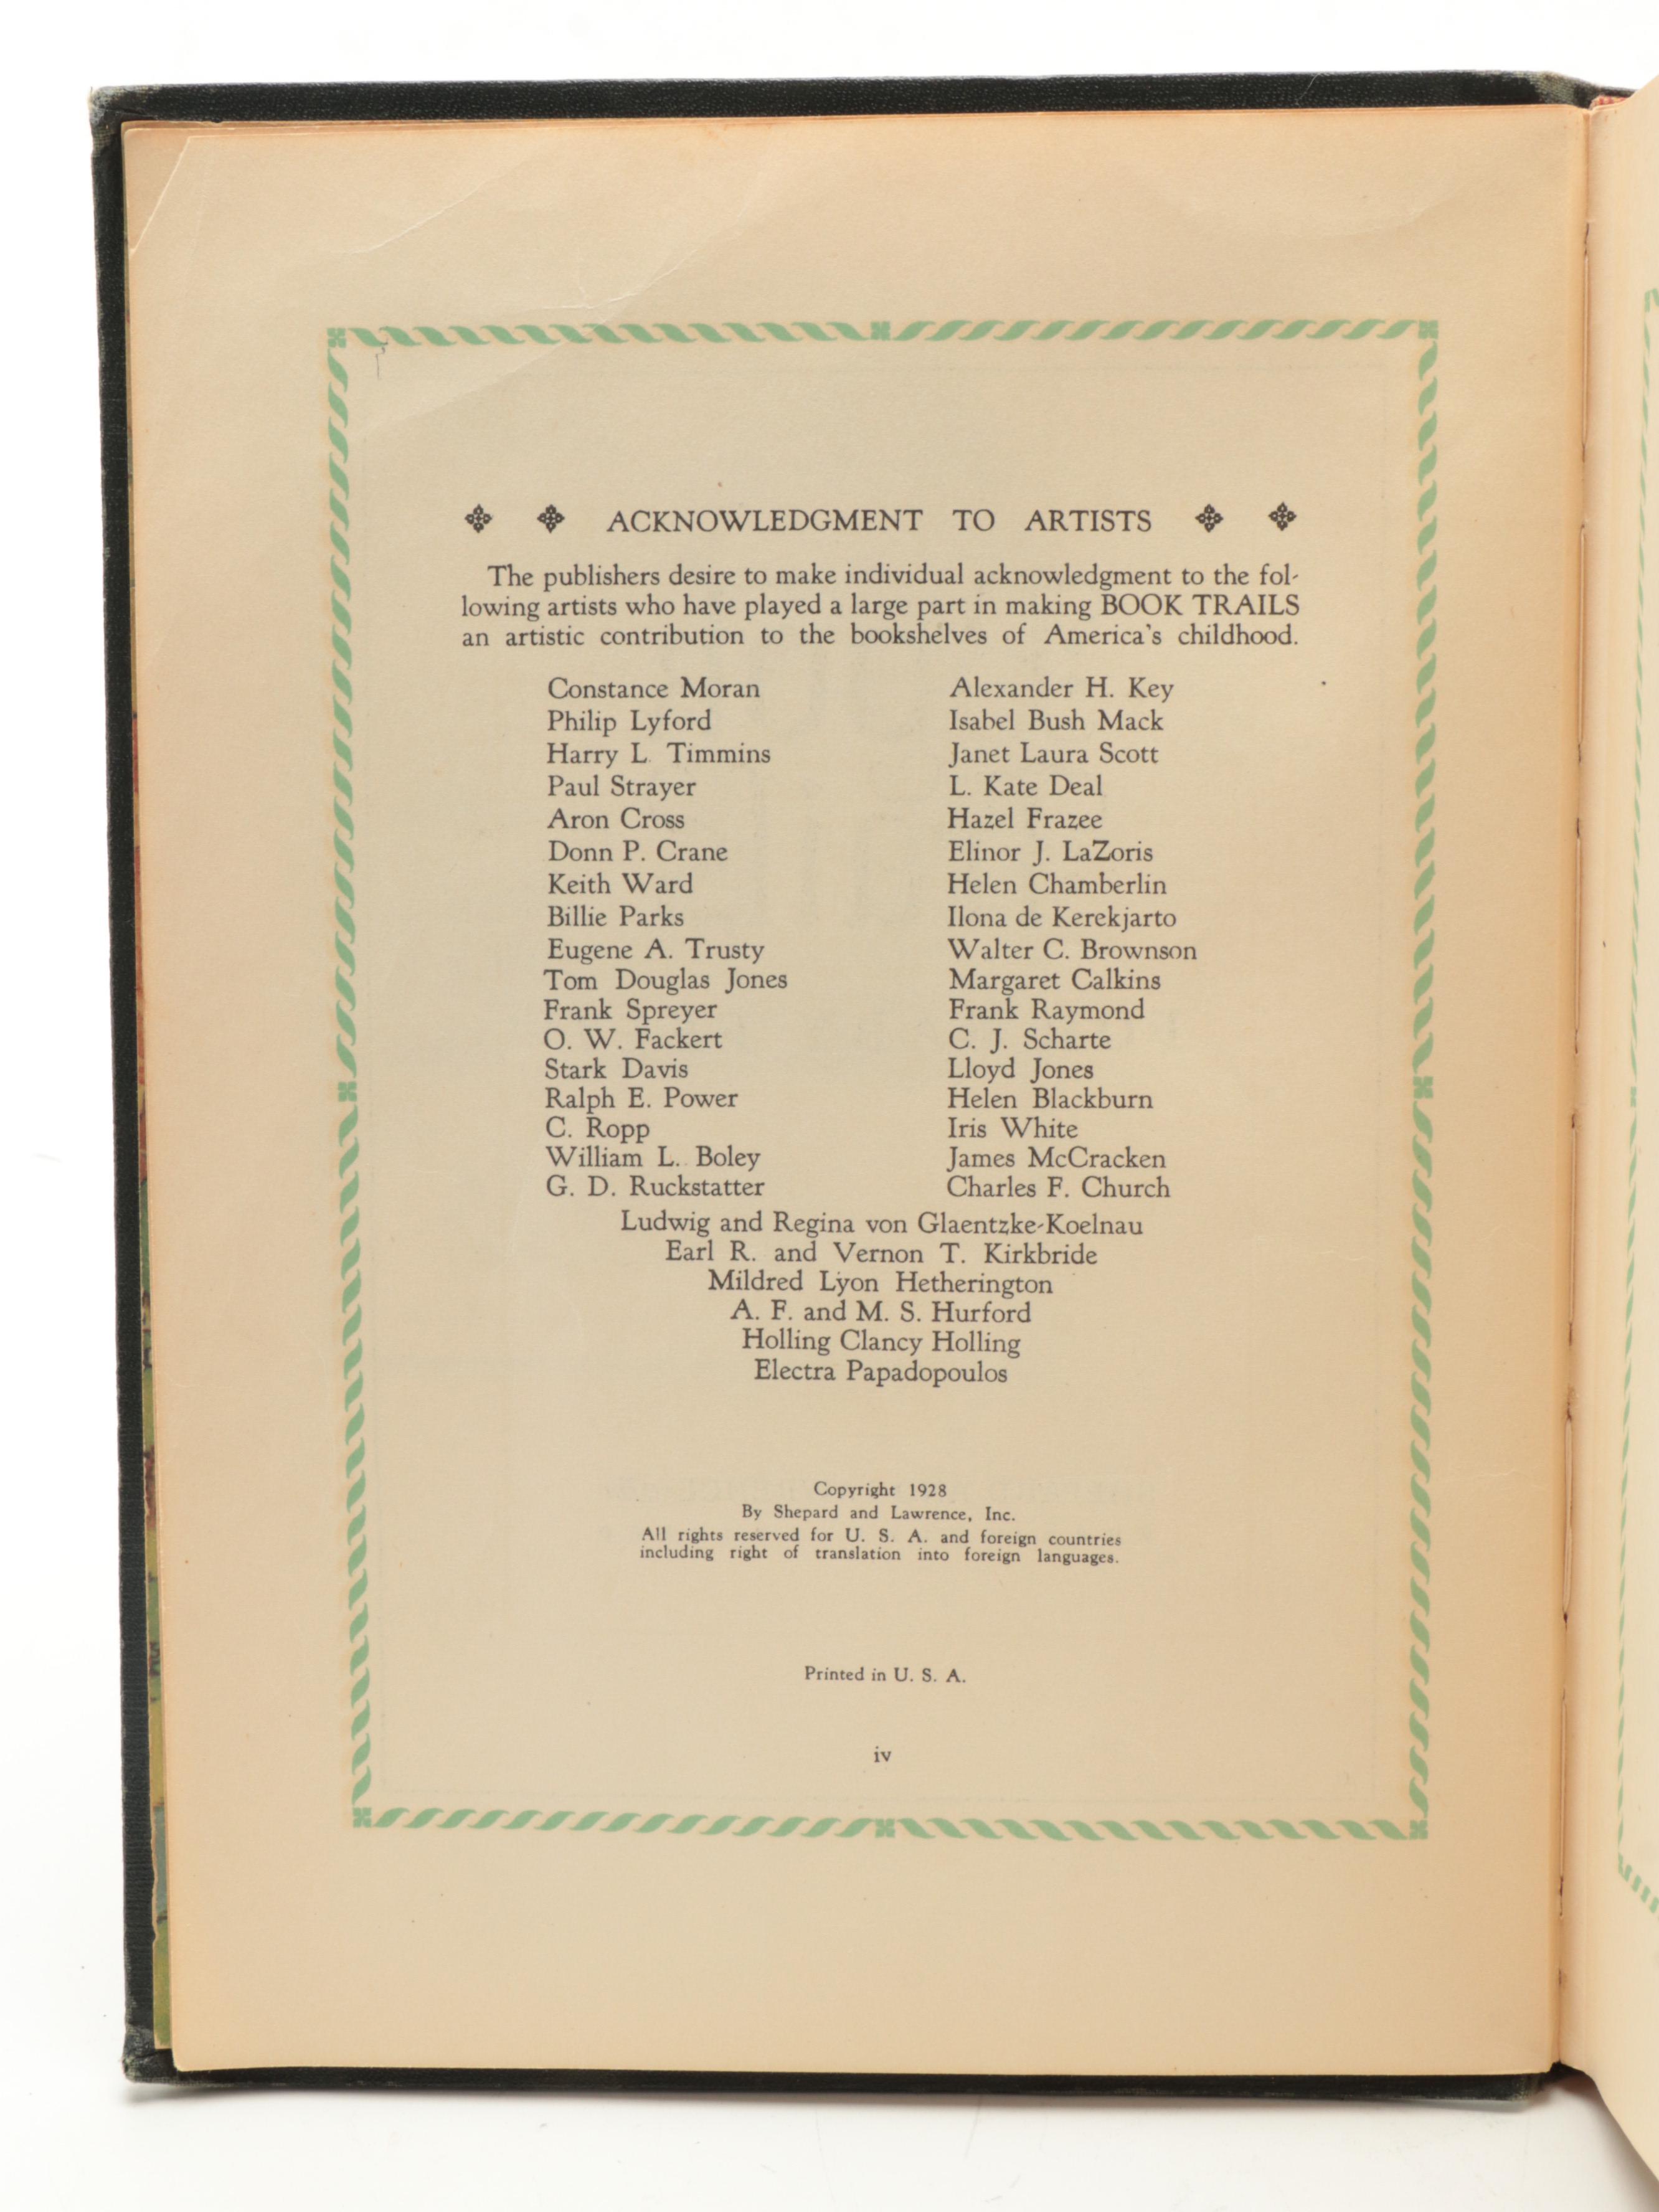 ACKNOWLEDGMENT TO ARTISTS
The publishers desire to make individual acknowledgment to the fol-
lowing artists who have played a large part in making BOOK TRAILS
an artistic contribution to the bookshelves of America's childhood.
Constance Moran
Philip Lyford
Harry L. Timmins
Paul Strayer
Aron Cross
Donn P. Crane
Keith Ward
Billie Parks
Eugene A. Trusty
Tom Douglas Jones
Frank Spreyer
O. W. Fackert
Stark Davis
Ralph E. Power
C. Ropp
William L. Boley
G. D. Ruckstatter
Alexander H. Key
Isabel Bush Mack
Janet Laura Scott
L. Kate Deal
Hazel Frazee
Elinor J. LaZoris
Helen Chamberlin
Ilona de Kerekjarto
Walter C. Brownson
Margaret Calkins
Frank Raymond
C. J. Scharte
Lloyd Jones
Helen Blackburn
Iris White
James McCracken
Charles F. Church
Ludwig and Regina von Glaentzke-Koelnau
Earl R. and Vernon T. Kirkbride
Mildred Lyon Hetherington
A. F. and M. S. Hurford
Holling Clancy Holling
Electra Papadopoulos
Copyright 1928
By Shepard and Lawrence, Inc.
All rights reserved for U. S. A. and foreign countries
including right of translation into foreign languages.
Printed in U. S. A.
iv